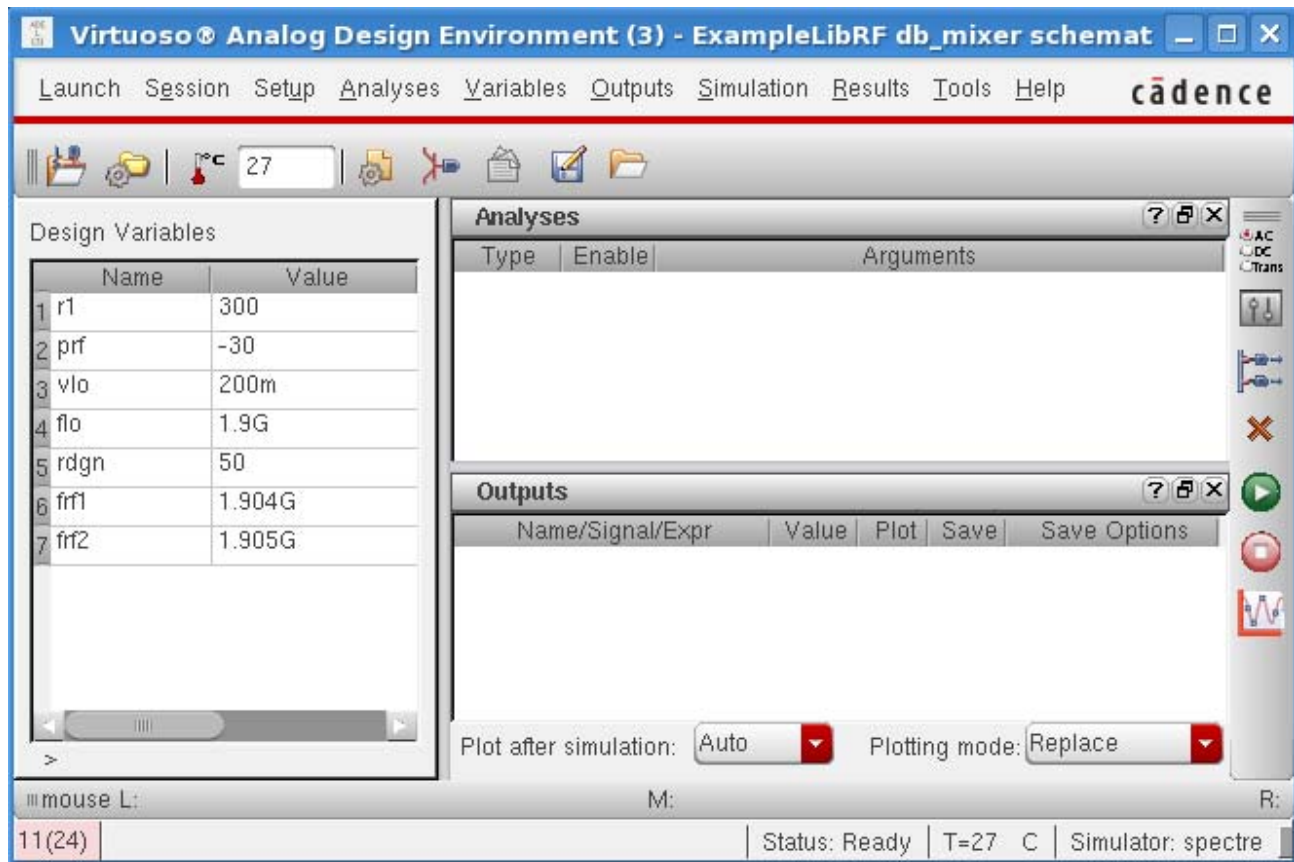 Virtuoso® Analog Design Environment (3) - ExampleLibRF db_mixer schemat
Launch Session Setup Analyses Variables Outputs Simulation Results Tools Help cādence
°C 27
Design Variables
Name Value
1 r1 300
2 prf -30
3 vlo 200m
4 flo 1.9G
5 rdgn 50
6 frf1 1.904G
7 frf2 1.905G
>
Analyses
Type Enable Arguments
Outputs
Name/Signal/Expr Value Plot Save Save Options
Plot after simulation: Auto Plotting mode: Replace
AC
DC
Trans
mouse L: M: R:
11(24) Status: Ready T=27 C Simulator: spectre